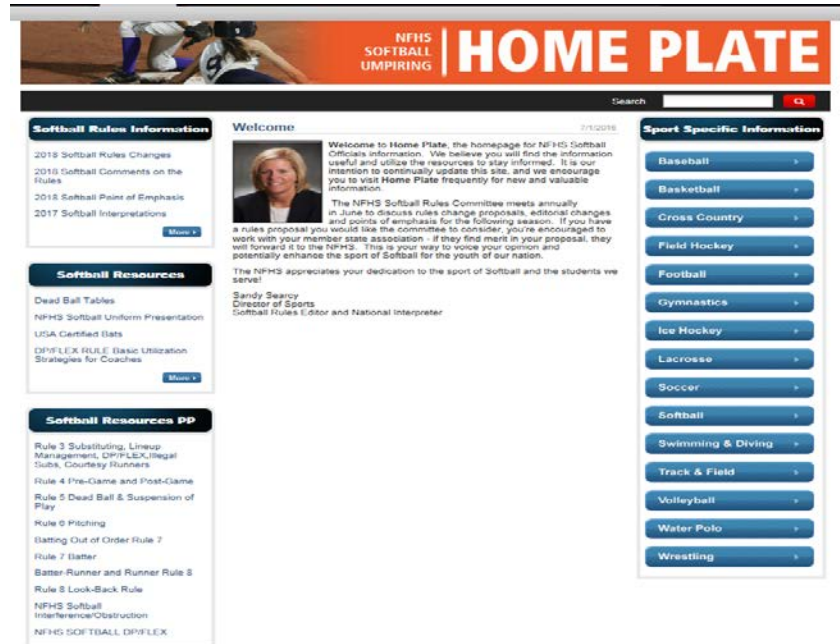 NFHS
SOFTBALL
UMPIRING
HOME PLATE
Search
Softball Rules Information
2018 Softball Rules Changes
2018 Softball Comments on the
Rules
2018 Softball Point of Emphasis
2017 Softball Interpretations
More
Softball Resources
Dead Ball Tables
NFHS Softball Uniform Presentation
USA Certified Bats
DP/FLEX RULE Basic Utilization
Strategies for Coaches
More
Softball Resources PP
Rule 3 Substituting, Lineup
Management, DP/FLEX,Illegal
Subs, Courtesy Runners
Rule 4 Pre-Game and Post-Game
Rule 5 Dead Ball & Suspension of
Play
Rule 6 Pitching
Batting Out of Order Rule 7
Rule 7 Batter
Batter-Runner and Runner Rule 8
Rule 8 Look-Back Rule
NFHS Softball
Interference/Obstruction
NFHS SOFTBALL DP/FLEX
Welcome
Welcome to Home Plate, the homepage for NFHS Softball
Officials information. We believe you will find the information
useful and utilize the resources to stay informed. It is our
intention to continually update this site, and we encourage
you to visit Home Plate frequently for new and valuable
information.
The NFHS Softball Rules Committee meets annually
in June to discuss rules change proposals, editorial changes
and points of emphasis for the following season. If you have
a rules proposal you would like the committee to consider, you're encouraged to
work with your member state association - if they find merit in your proposal, they
will forward it to the NFHS. This is your way to voice your opinion and
potentially enhance the sport of Softball for the youth of our nation.
The NFHS appreciates your dedication to the sport of Softball and the students we
serve!
Sandy Searcy
Director of Sports
Softball Rules Editor and National Interpreter
Sport Specific Information
Baseball
Basketball
Cross Country
Field Hockey
Football
Gymnastics
Ice Hockey
Lacrosse
Soccer
Softball
Swimming & Diving
Track & Field
Volleyball
Water Polo
Wrestling